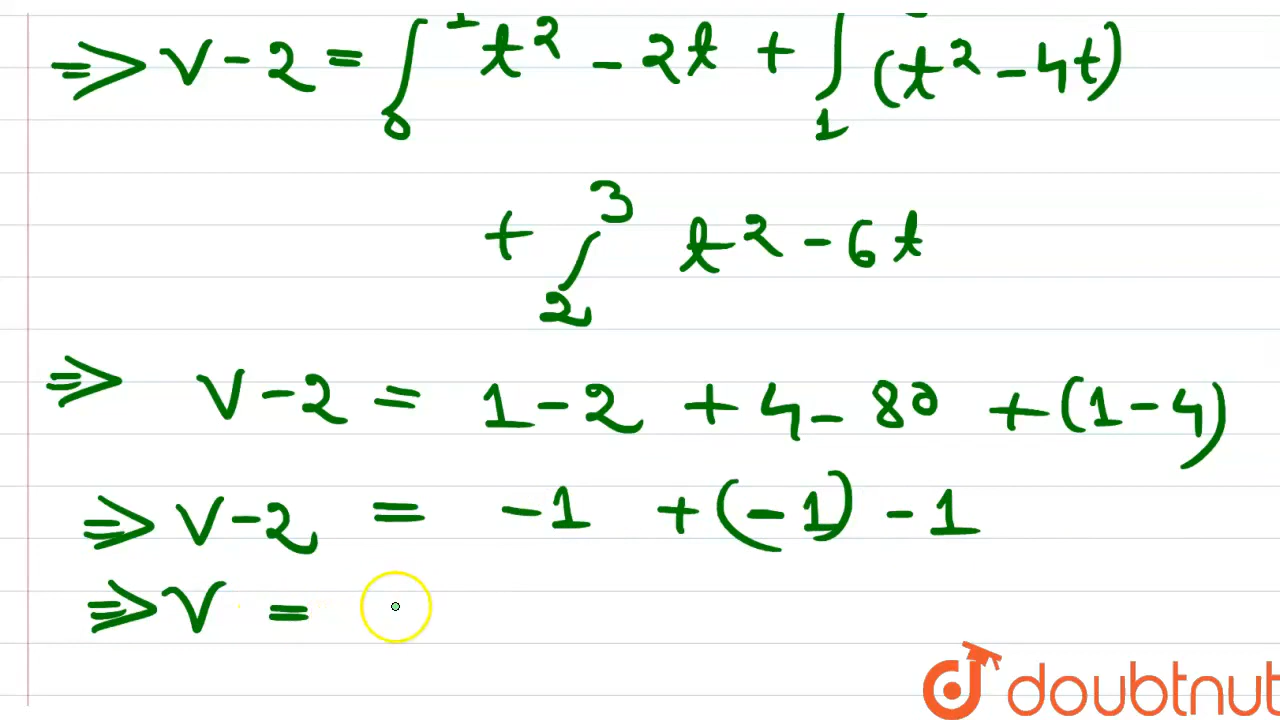 ⇒ V - 2 = ∫₀¹ t² - 2t + ∫₁ (t² - 4t)
+ ∫₂³ t² - 6t
⇒ V - 2 = 1 - 2 + 4 - 8 + (1 - 4)
⇒ V - 2 = -1 + (-1) - 1
⇒ V =
doubtnut